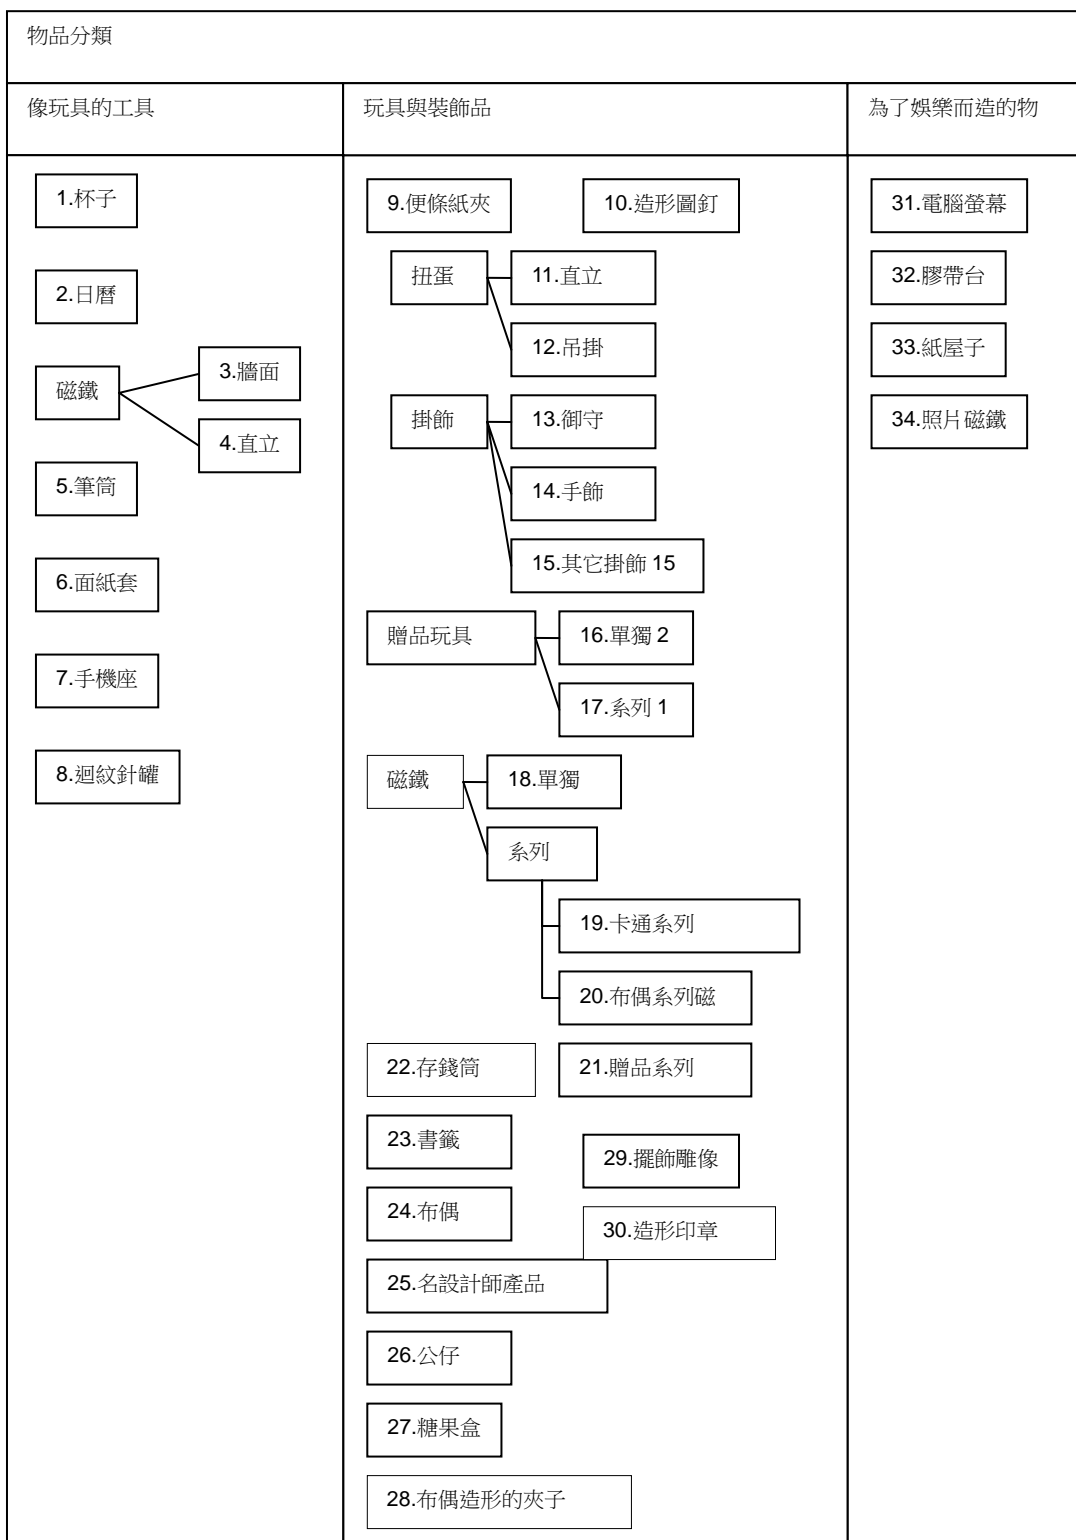 物品分類
像玩具的工具
玩具與裝飾品
為了娛樂而造的物
1.杯子
2.日曆
磁鐵
3.牆面
4.直立
5.筆筒
6.面紙套
7.手機座
8.迴紋針罐
9.便條紙夾
10.造形圖釘
扭蛋
11.直立
12.吊掛
掛飾
13.御守
14.手飾
15.其它掛飾 15
贈品玩具
16.單獨 2
17.系列 1
磁鐵
18.單獨
系列
19.卡通系列
20.布偶系列磁
22.存錢筒
21.贈品系列
23.書籤
29.擺飾雕像
24.布偶
30.造形印章
25.名設計師產品
26.公仔
27.糖果盒
28.布偶造形的夾子
31.電腦螢幕
32.膠帶台
33.紙屋子
34.照片磁鐵